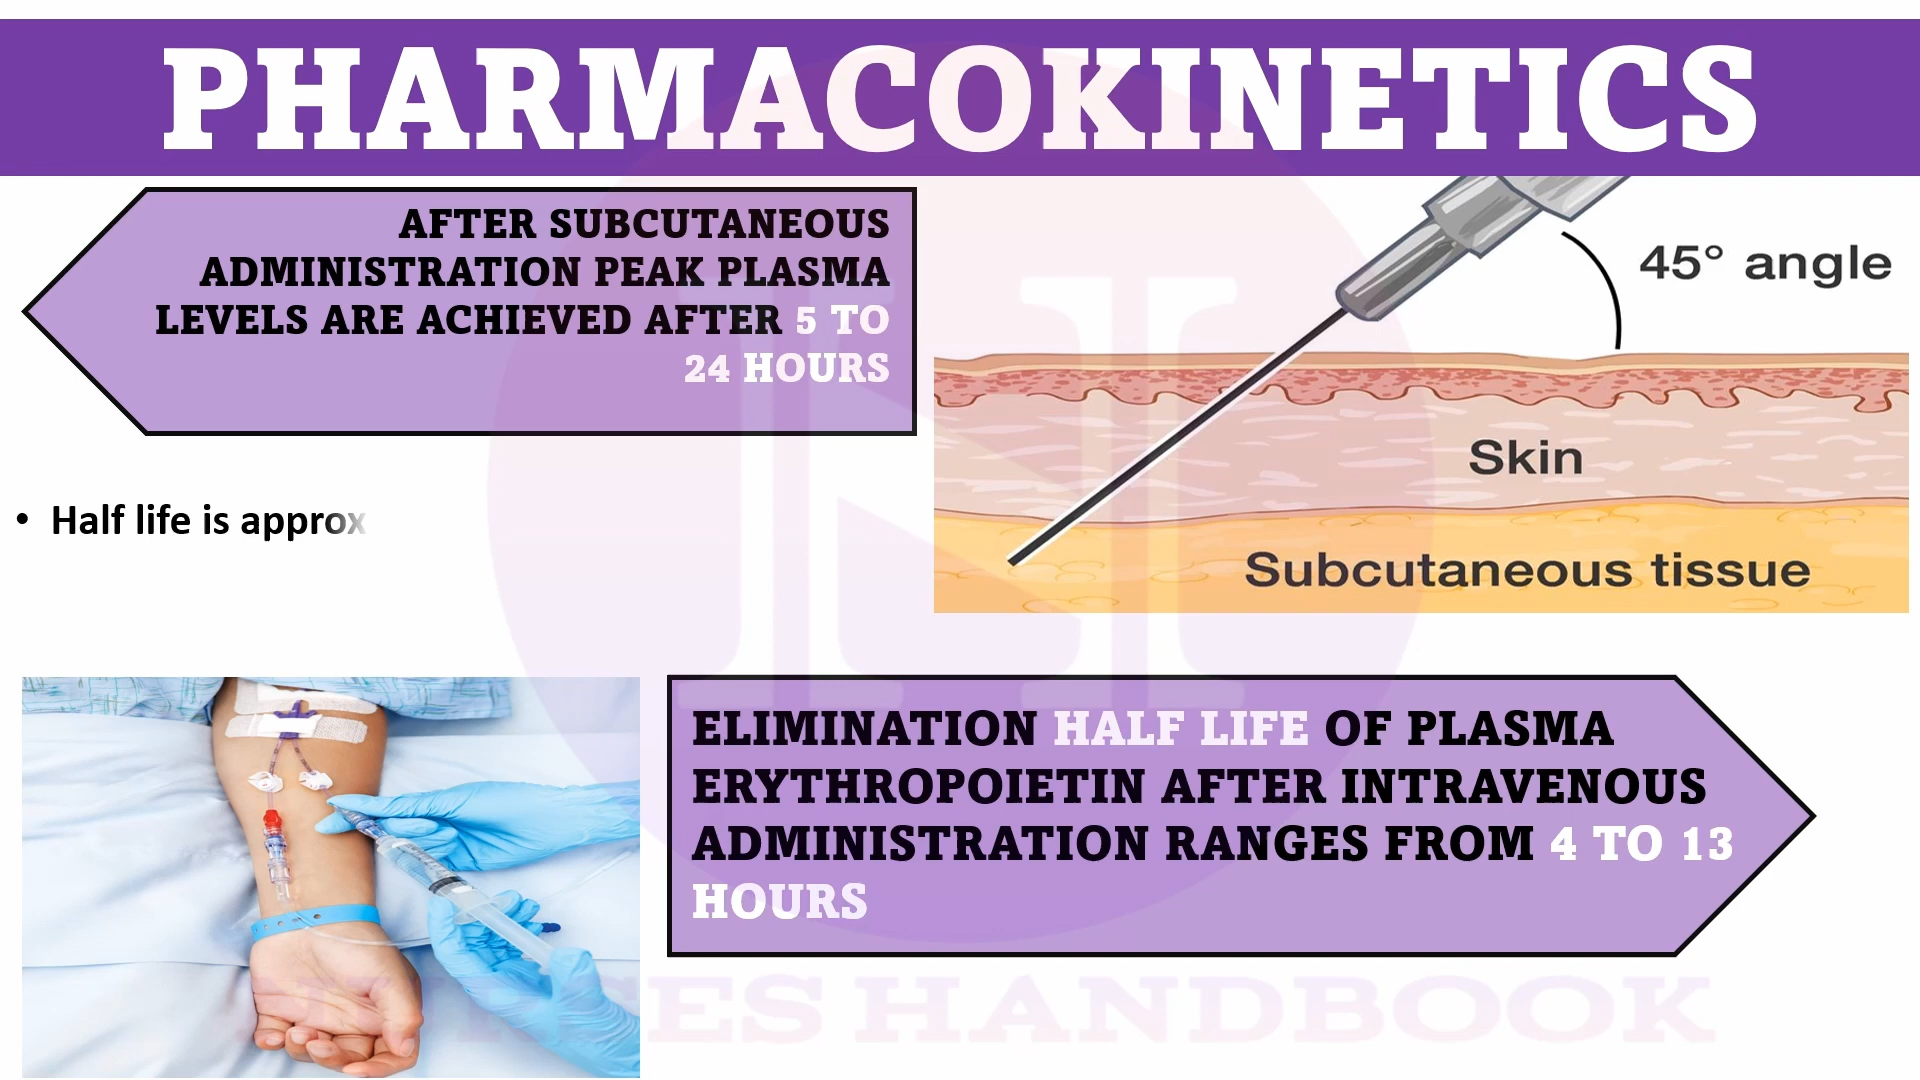 PHARMACOKINETICS
AFTER SUBCUTANEOUS
ADMINISTRATION PEAK PLASMA
LEVELS ARE ACHIEVED AFTER 5 TO
24 HOURS
45° angle
Skin
Subcutaneous tissue
• Half life is approx
ELIMINATION HALF LIFE OF PLASMA
ERYTHROPOIETIN AFTER INTRAVENOUS
ADMINISTRATION RANGES FROM 4 TO 13
HOURS
HANDBOOK